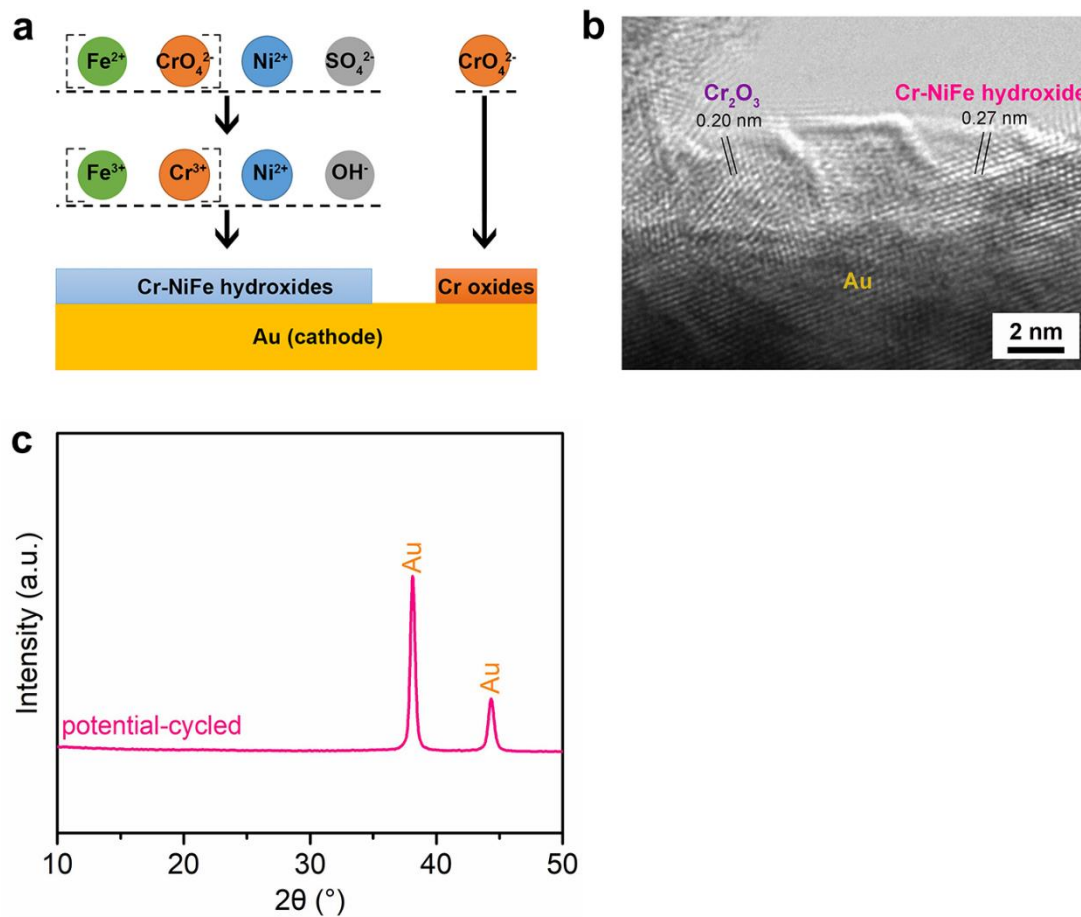 a
Fe2+ CrO42- Ni2+ SO42- CrO42-
Fe3+ Cr3+ Ni2+ OH-
Cr-NiFe hydroxides Cr oxides
Au (cathode)
b
Cr2O3 Cr-NiFe hydroxide
0.20 nm 0.27 nm
Au
2 nm
c
Intensity (a.u.)
Au
Au
potential-cycled
10 20 30 40 50
2θ (°)